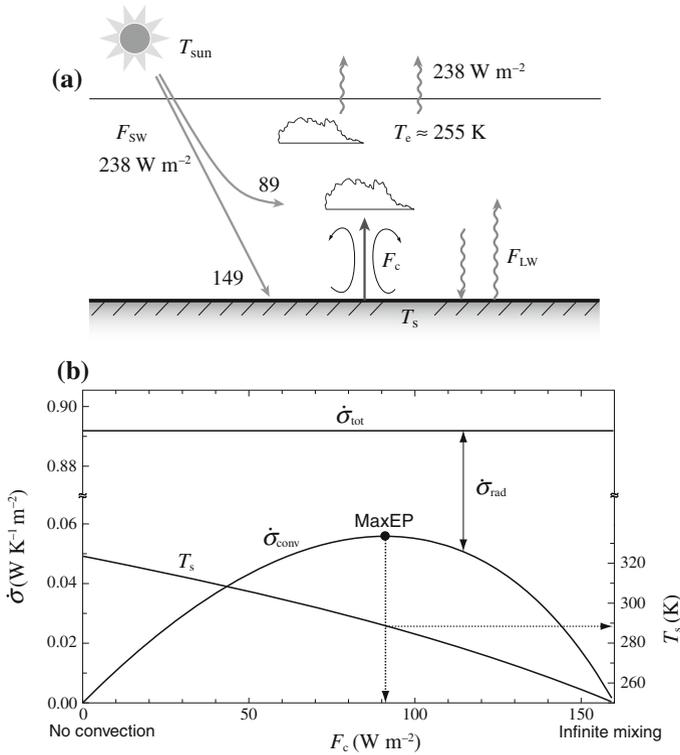 T_sun
(a)
238 W m⁻²
F_SW
238 W m⁻²
T_e ≈ 255 K
89
F_c
F_LW
149
T_s
(b)
0.90
σ̇_tot
0.88
σ̇_rad
0.06
MaxEP
σ̇_conv
T_s
320
0.04
300
280
0.02
260
0.00
σ̇ (W K⁻¹ m⁻²)
T_s (K)
0
50
100
150
No convection
F_c (W m⁻²)
Infinite mixing